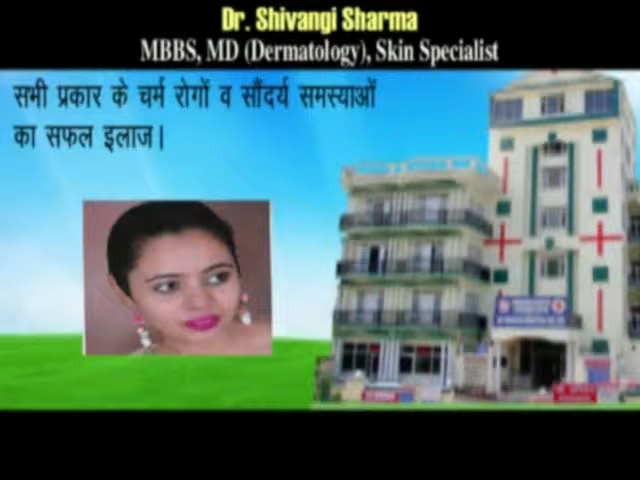 Dr. Shivangi Sharma
MBBS, MD (Dermatology), Skin Specialist
सभी प्रकार के चर्म रोगों व सौंदर्य समस्याओं
का सफल इलाज।